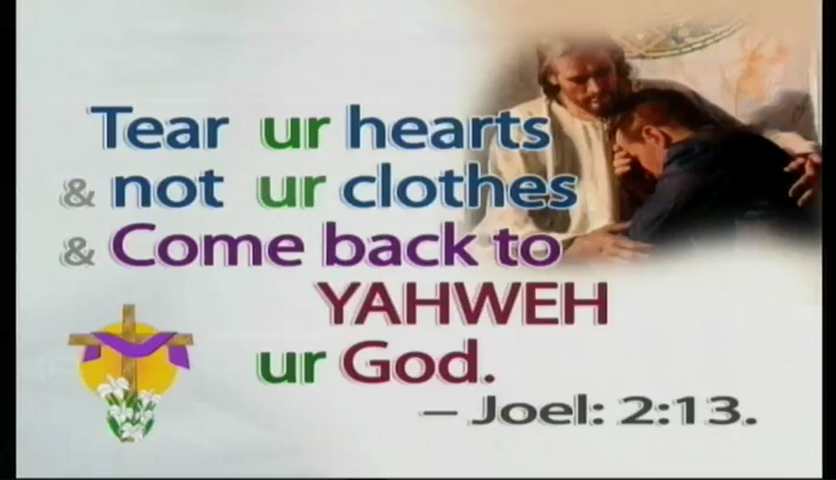 Tear ur hearts
& not ur clothes
& Come back to
YAHWEH
ur God.
– Joel: 2:13.